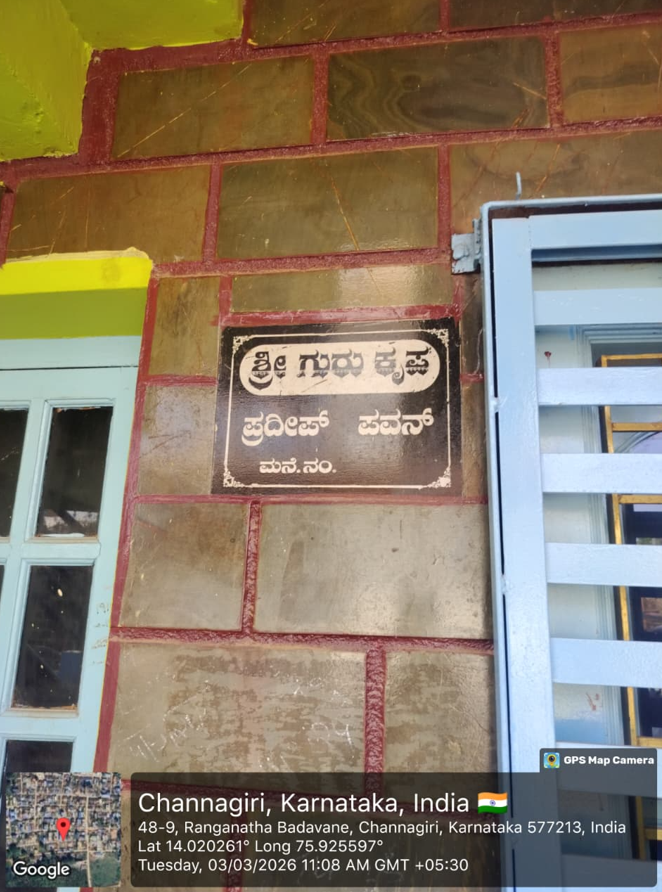 ಶ್ರೀ ಗುರು ಕೃಪ
ಪ್ರದೀಪ್ ಪವನ್
ಮನೆ.ನಂ.
GPS Map Camera
Channagiri, Karnataka, India
48-9, Ranganatha Badavane, Channagiri, Karnataka 577213, India
Lat 14.020261° Long 75.925597°
Tuesday, 03/03/2026 11:08 AM GMT +05:30
Google